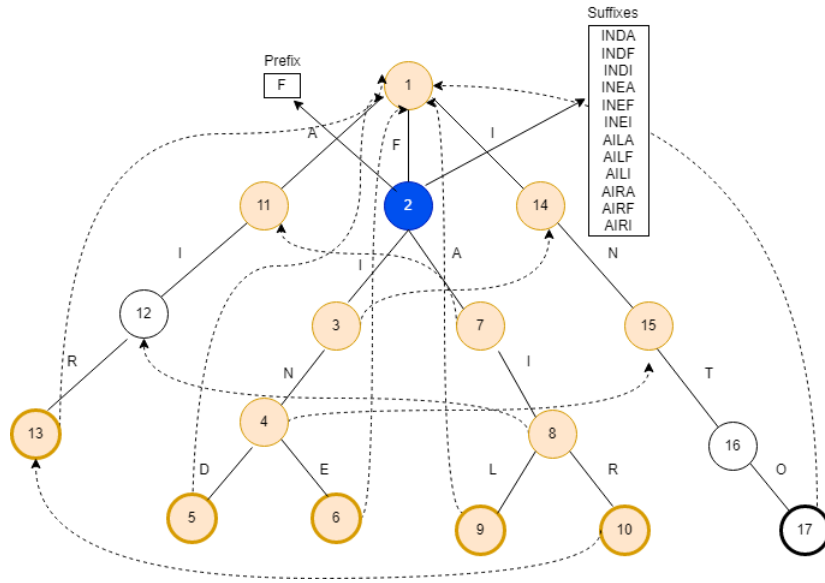 Suffixes
INDA
INDF
INDI
INEA
INEF
INEI
AILA
AILF
AILI
AIRA
AIRF
AIRI
Prefix
F
1
A
F
I
11
2
14
I
I
A
N
12
3
7
15
R
N
I
T
13
4
8
16
D
E
L
R
O
5
6
9
10
17